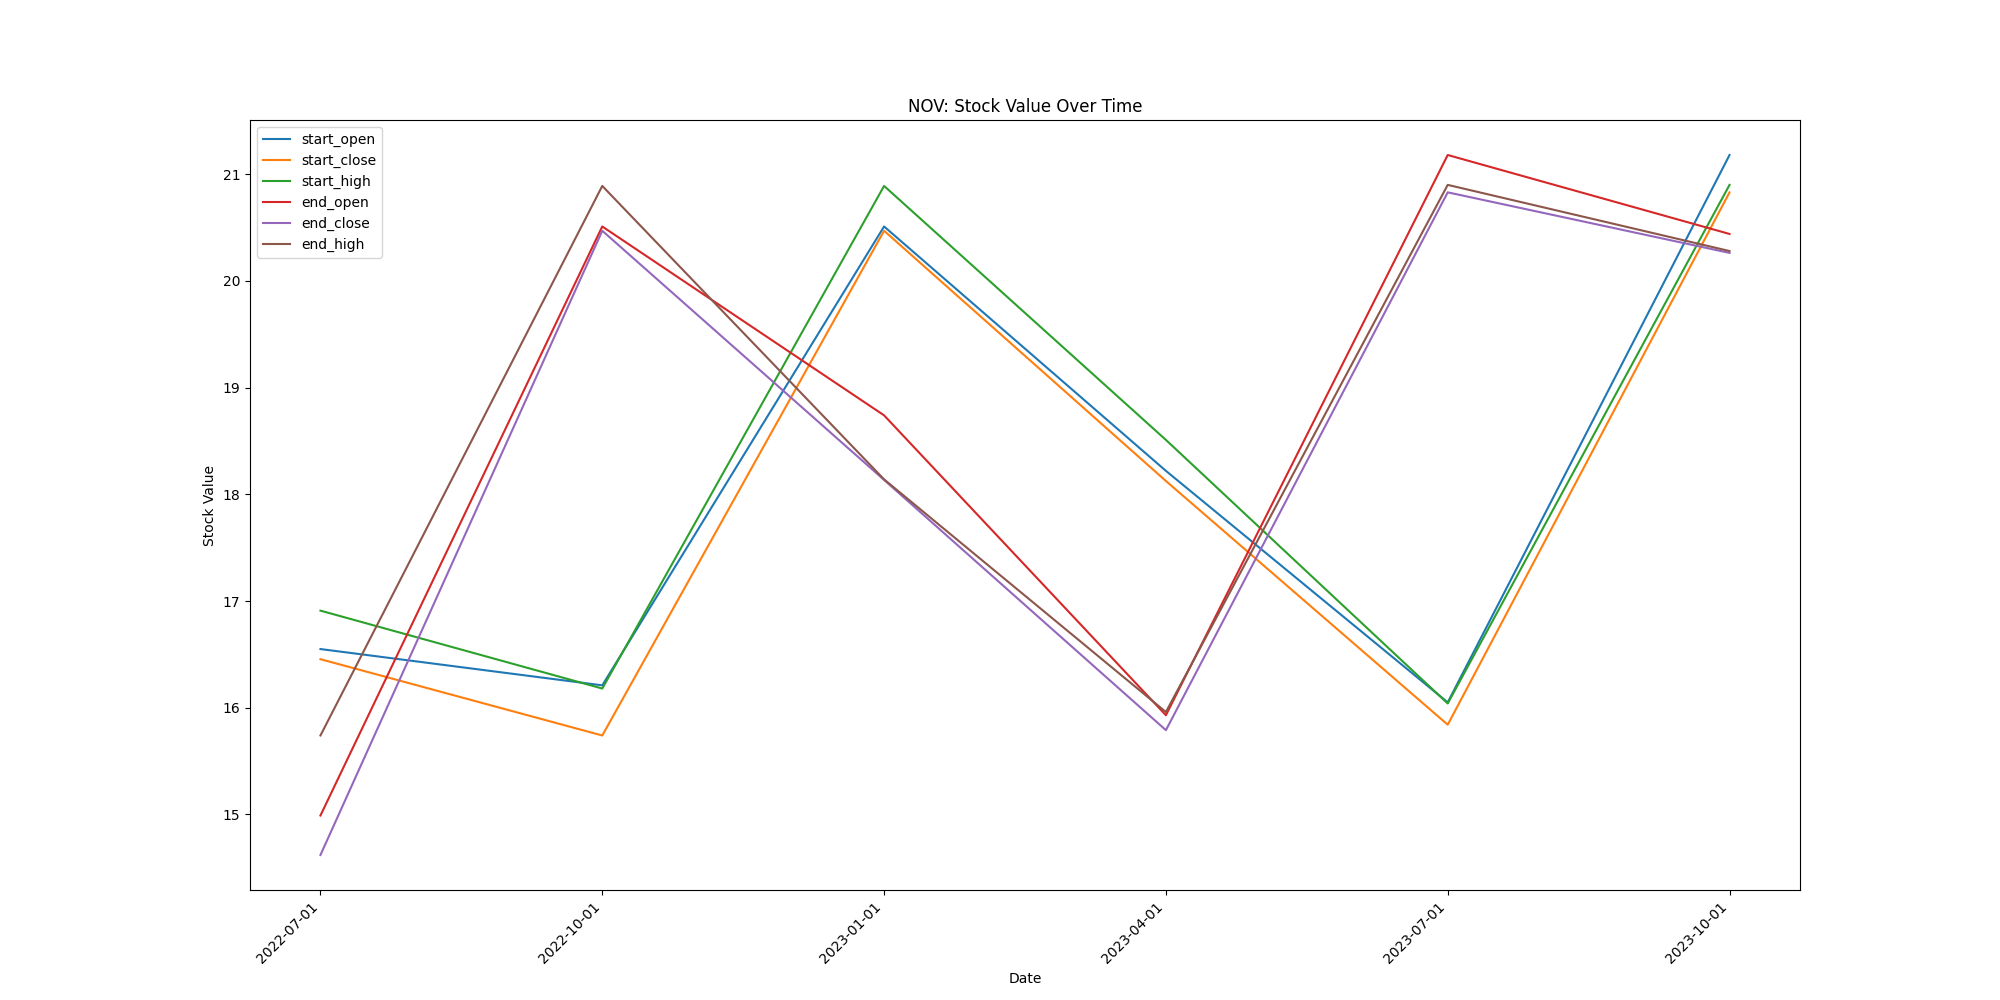 NOV: Stock Value Over Time
start_open
start_close
start_high
end_open
end_close
end_high
Stock Value
21
20
19
18
17
16
15
2022-07-01
2022-10-01
2023-01-01
2023-04-01
2023-07-01
2023-10-01
Date